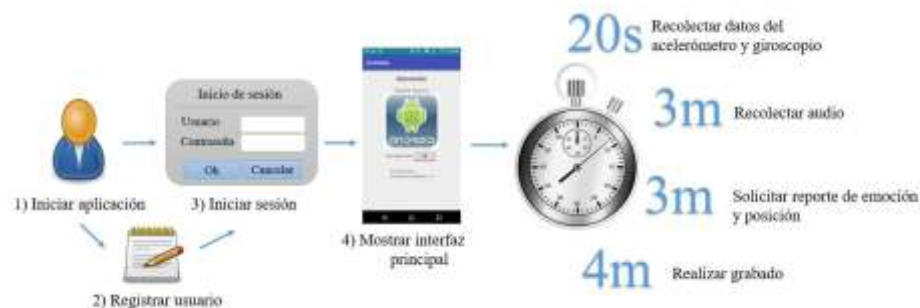 1) Iniciar aplicación
2) Registrar usuario
Inicio de sesión
Usuario
Contraseña
Ok Cancelar
3) Iniciar sesión
ANDROID
4) Mostrar interfaz
principal
20s Recolectar datos del
acelerómetro y giroscopio
3m Recolectar audio
3m Solicitar reporte de emoción
y posición
4m Realizar grabado